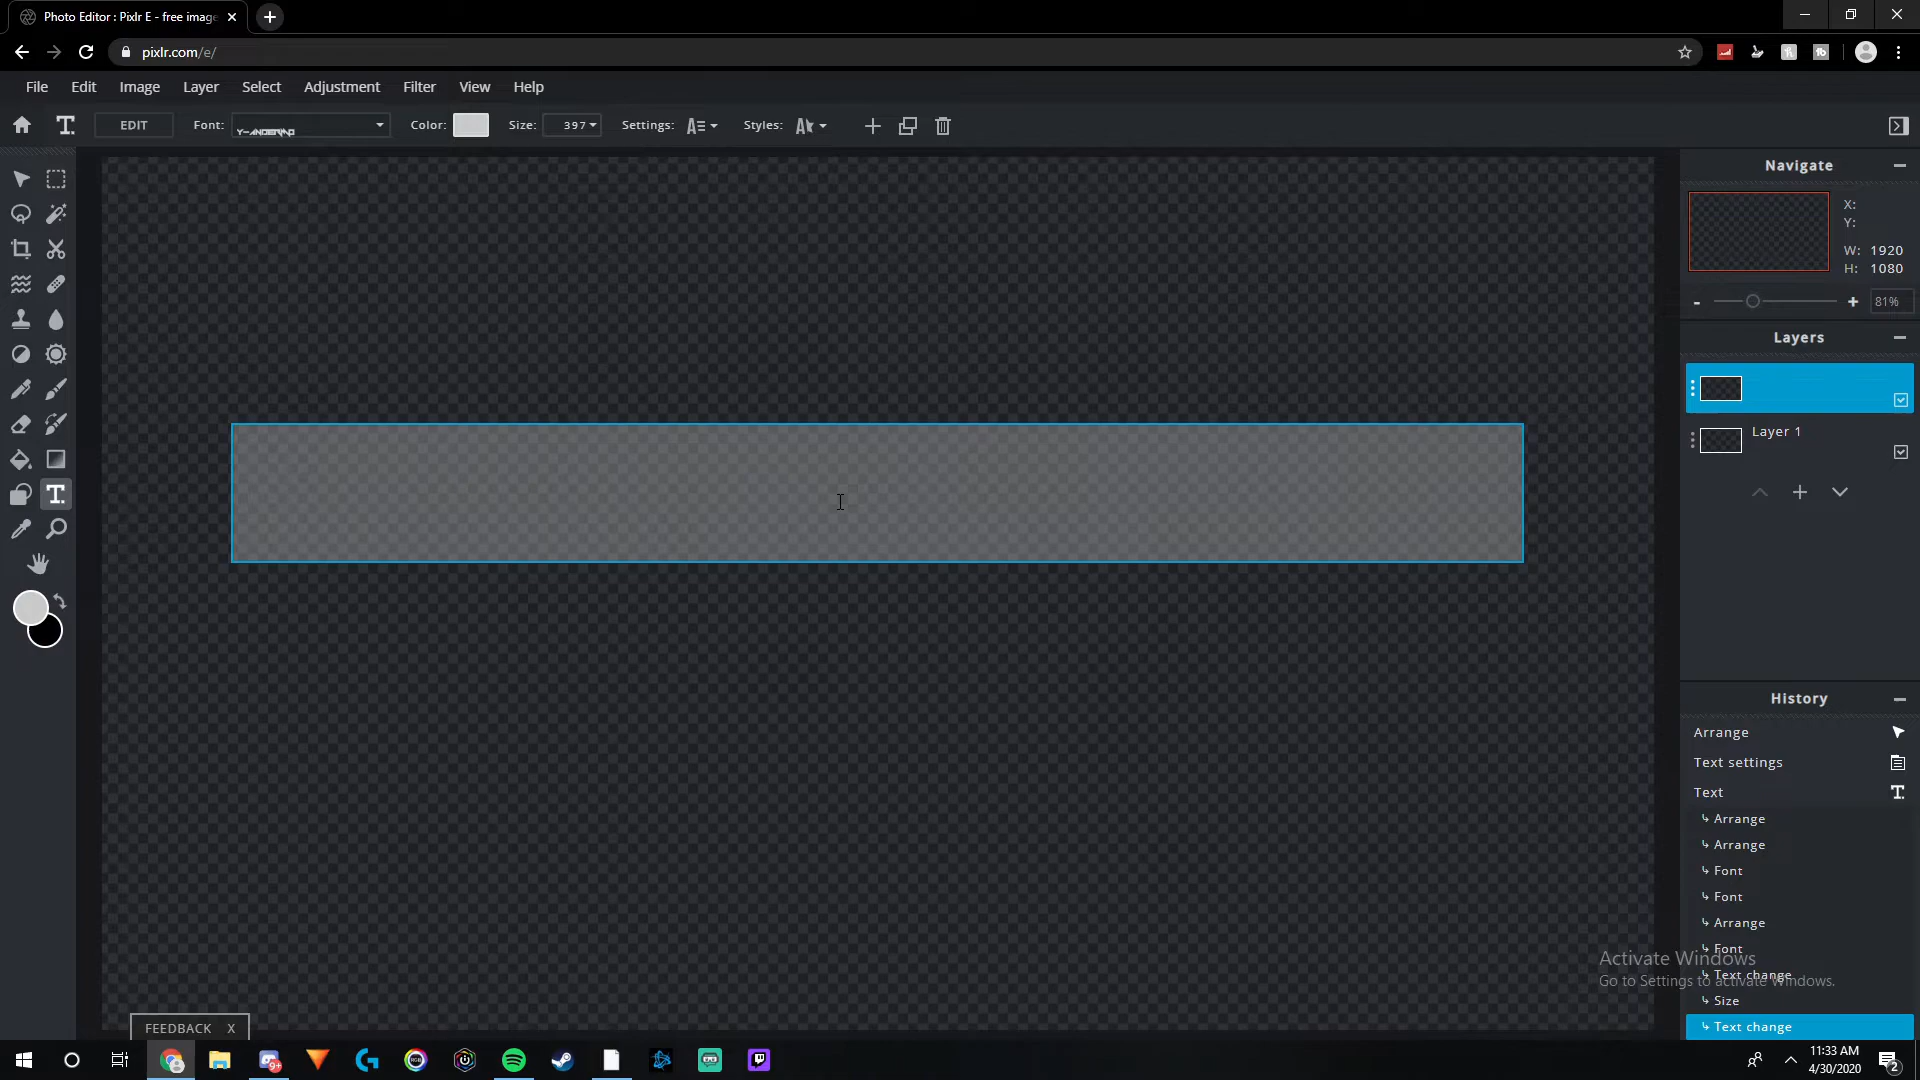 Photo Editor : Pixlr E - free image
pixlr.com/e/
File Edit Image Layer Select Adjustment Filter View Help
EDIT Font: Color: Size: 397 Settings: Styles:
Navigate
X:
Y:
W: 1920
H: 1080
- + 81%
Layers
Layer 1
History
Arrange
Text settings
Text
Arrange
Arrange
Font
Font
Arrange
Font
Text change
Size
Text change
Activate Windows
Go to Settings to activate Windows.
FEEDBACK X
9+
11:33 AM
4/30/2020
2